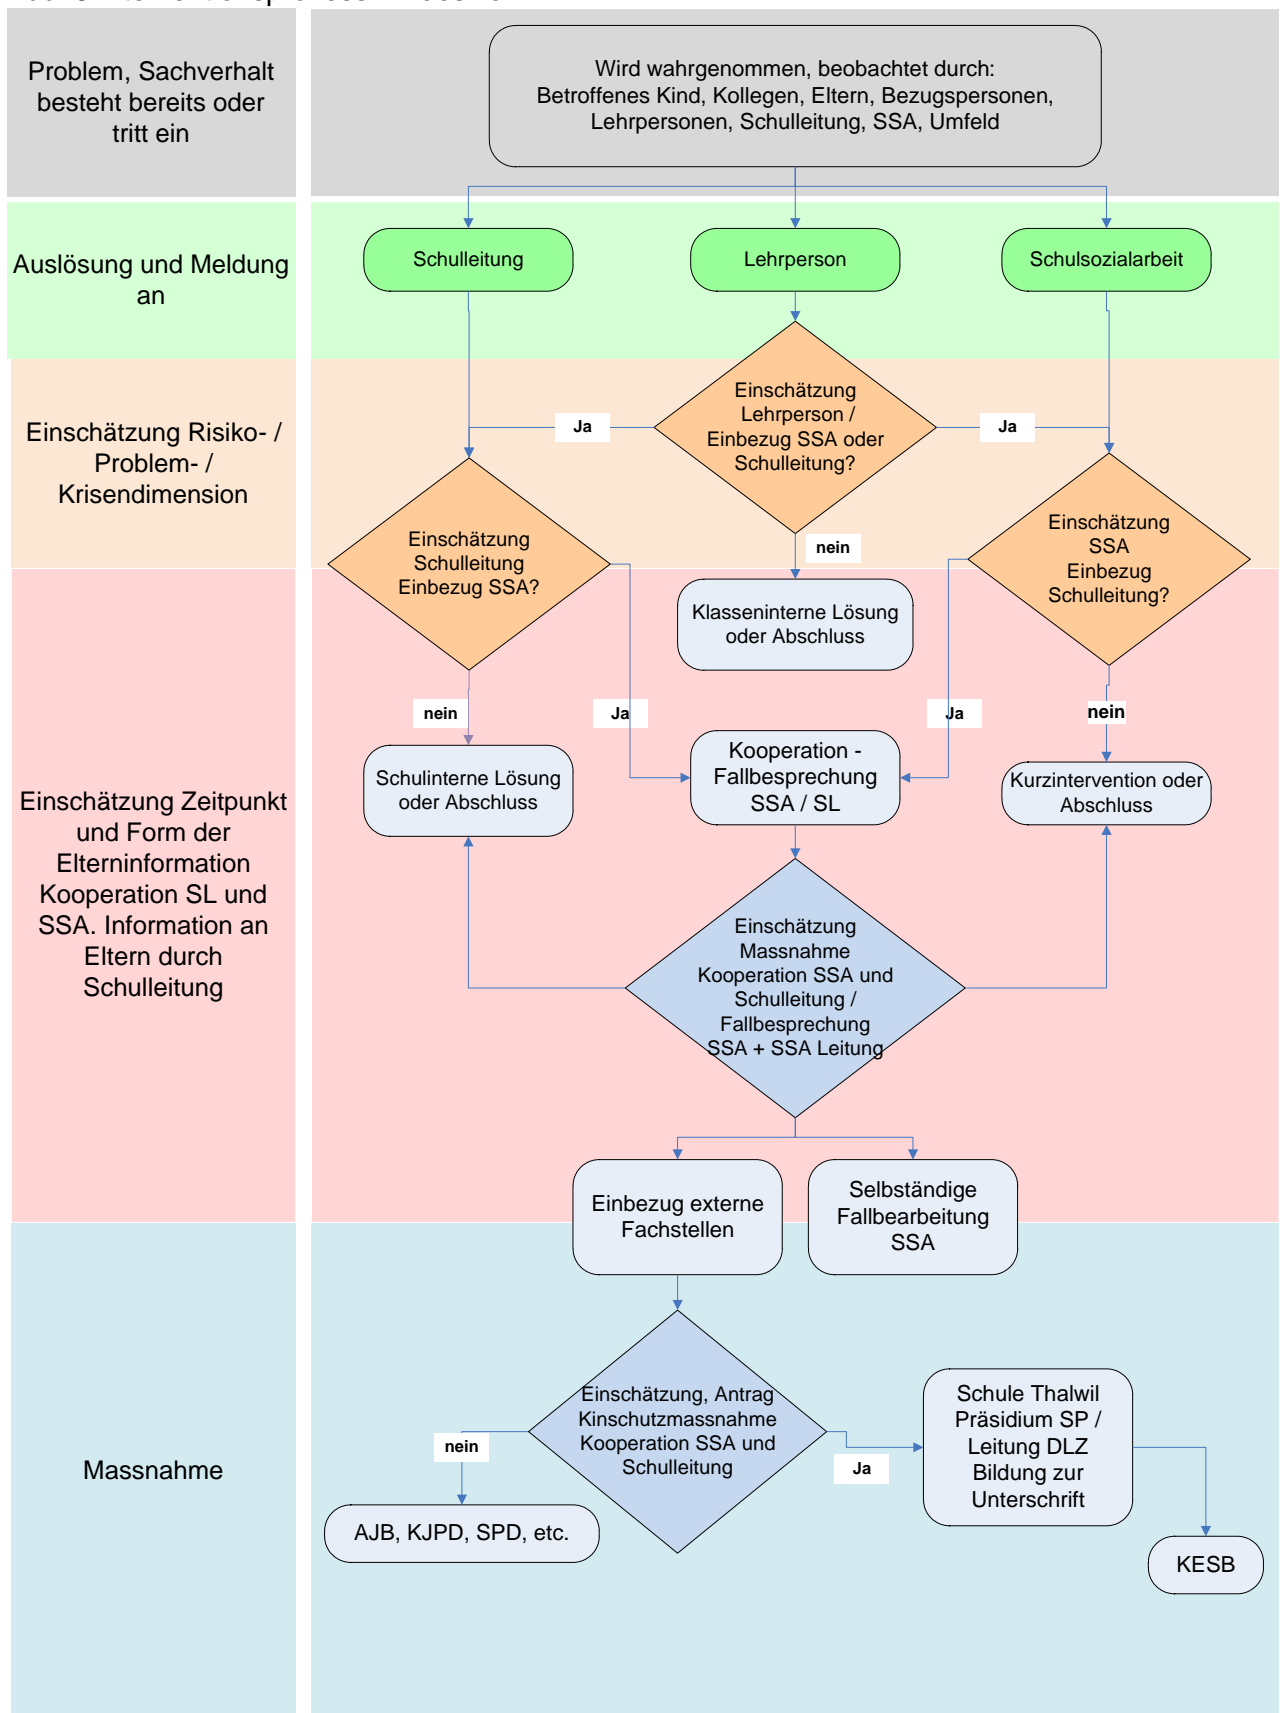 Problem, Sachverhalt
besteht bereits oder
tritt ein
Wird wahrgenommen, beobachtet durch:
Betroffenes Kind, Kollegen, Eltern, Bezugspersonen,
Lehrpersonen, Schulleitung, SSA, Umfeld
Auslösung und Meldung
an
Schulleitung
Lehrperson
Schulsozialarbeit
Einschätzung Risiko- /
Problem- /
Krisendimension
Einschätzung
Lehrperson /
Einbezug SSA oder
Schulleitung?
Ja
Ja
nein
Einschätzung
Schulleitung
Einbezug SSA?
Einschätzung
SSA
Einbezug
Schulleitung?
Klasseninterne Lösung
oder Abschluss
Einschätzung Zeitpunkt
und Form der
Elterninformation
Kooperation SL und
SSA. Information an
Eltern durch
Schulleitung
nein
Ja
Ja
nein
Schulinterne Lösung
oder Abschluss
Kooperation -
Fallbesprechung
SSA / SL
Kurzintervention oder
Abschluss
Einschätzung
Massnahme
Kooperation SSA und
Schulleitung /
Fallbesprechung
SSA + SSA Leitung
Einbezug externe
Fachstellen
Selbständige
Fallbearbeitung
SSA
Massnahme
Einschätzung, Antrag
Kinschutzmassnahme
Kooperation SSA und
Schulleitung
nein
Ja
AJB, KJPD, SPD, etc.
Schule Thalwil
Präsidium SP /
Leitung DLZ
Bildung zur
Unterschrift
KESB